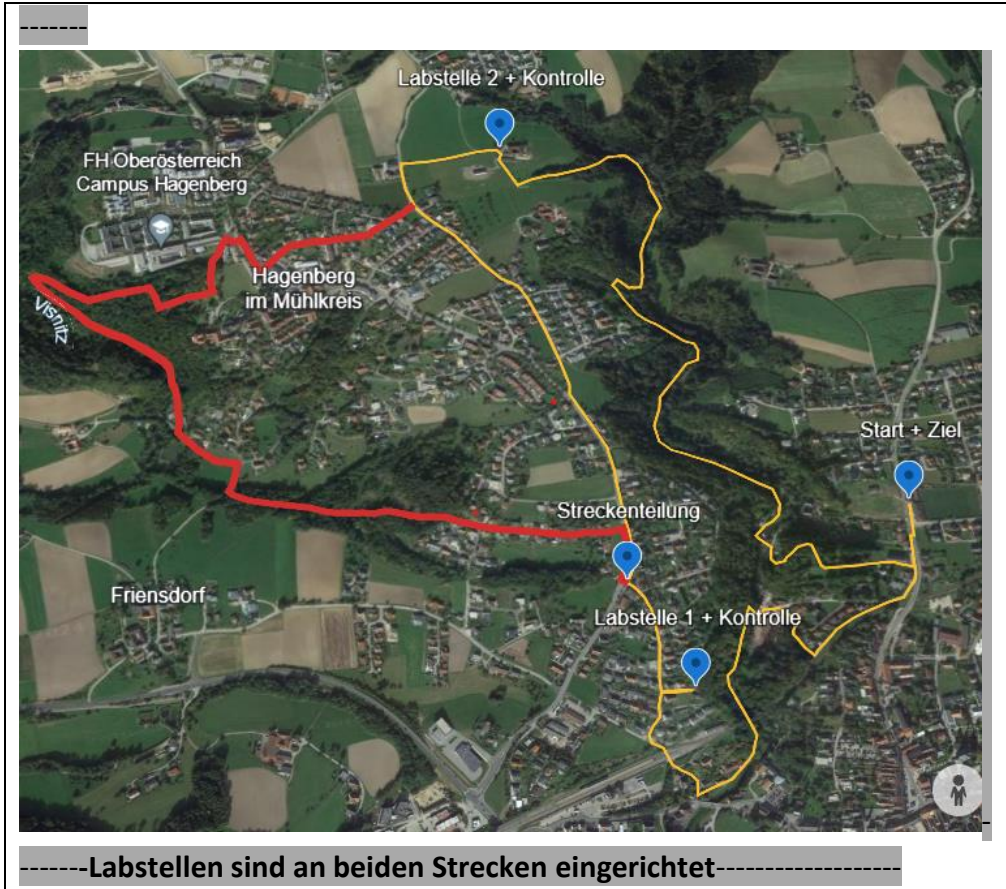 -------
Labstelle 2 + Kontrolle
FH Oberösterreich
Campus Hagenberg
Hagenberg
im Mühlkreis
Visnitz
Start + Ziel
Streckenteilung
Friensdorf
Labstelle 1 + Kontrolle
-
-------Labstellen sind an beiden Strecken eingerichtet-------------------